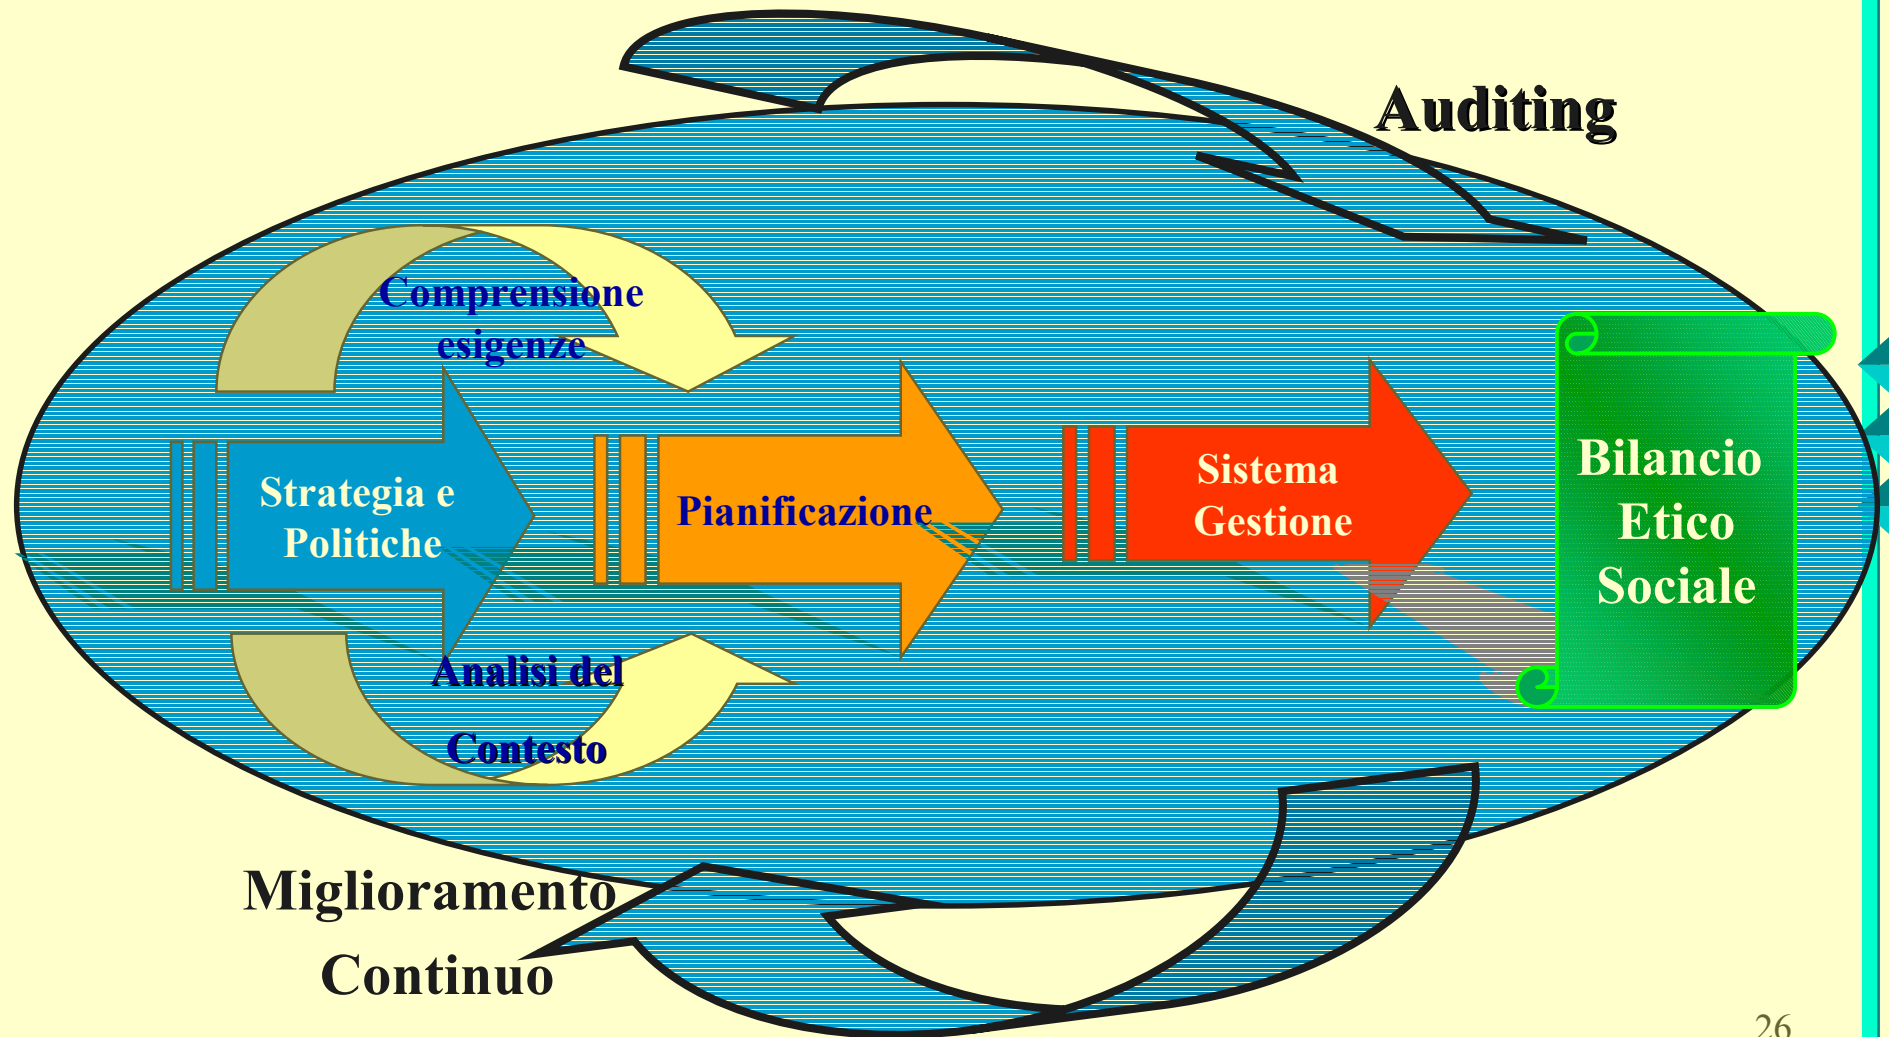 Auditing
Comprensione
esigenze
Strategia e
Politiche
Pianificazione
Sistema
Gestione
Bilancio
Etico
Sociale
Analisi del
Contesto
Miglioramento
Continuo
26